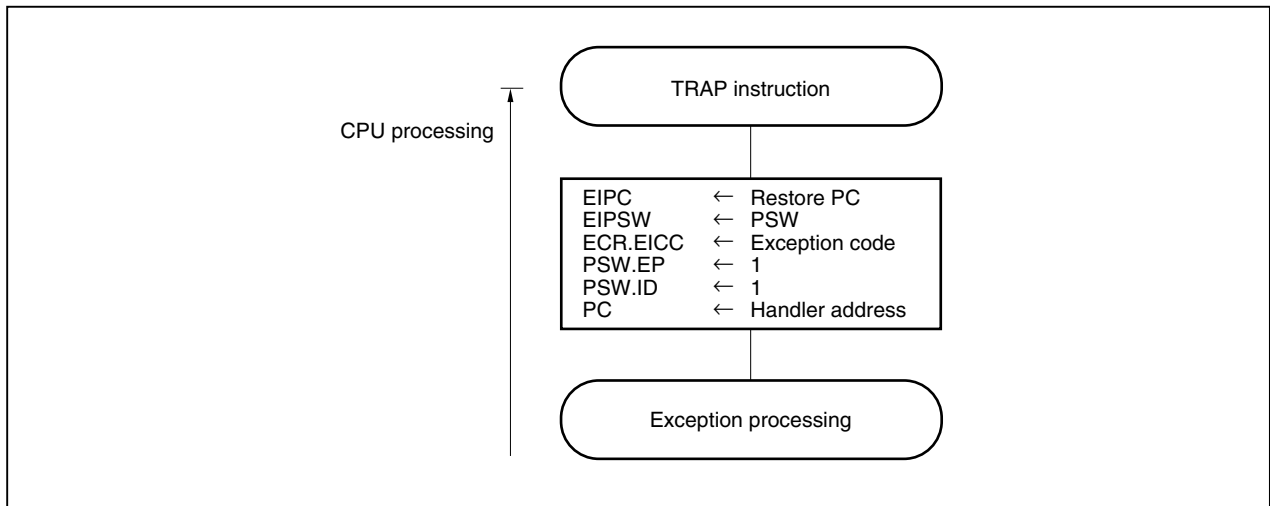 TRAP instruction
CPU processing
EIPC ← Restore PC
EIPSW ← PSW
ECR.EICC ← Exception code
PSW.EP ← 1
PSW.ID ← 1
PC ← Handler address
Exception processing